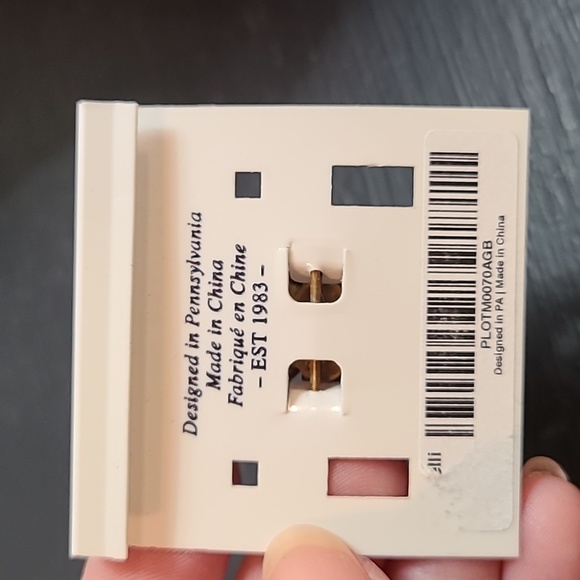 Designed in Pennsylvania
Made in China
Fabriqué en Chine
– EST 1983 –
PLOTM0070AGB
Designed in PA | Made in China